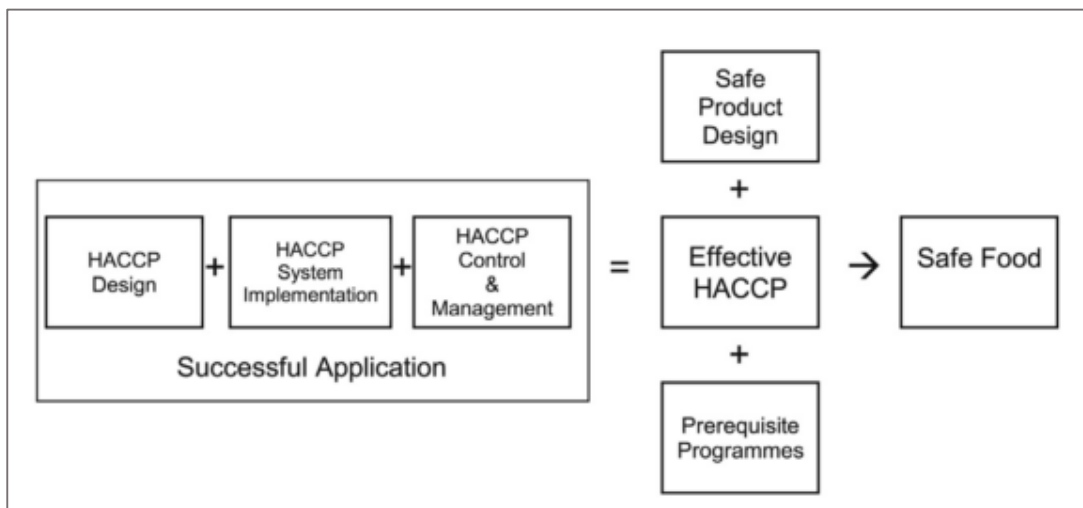 Safe
Product
Design
+
HACCP
Design
+
HACCP
System
Implementation
+
HACCP
Control
&
Management
Successful Application
=
Effective
HACCP
→
Safe Food
+
Prerequisite
Programmes